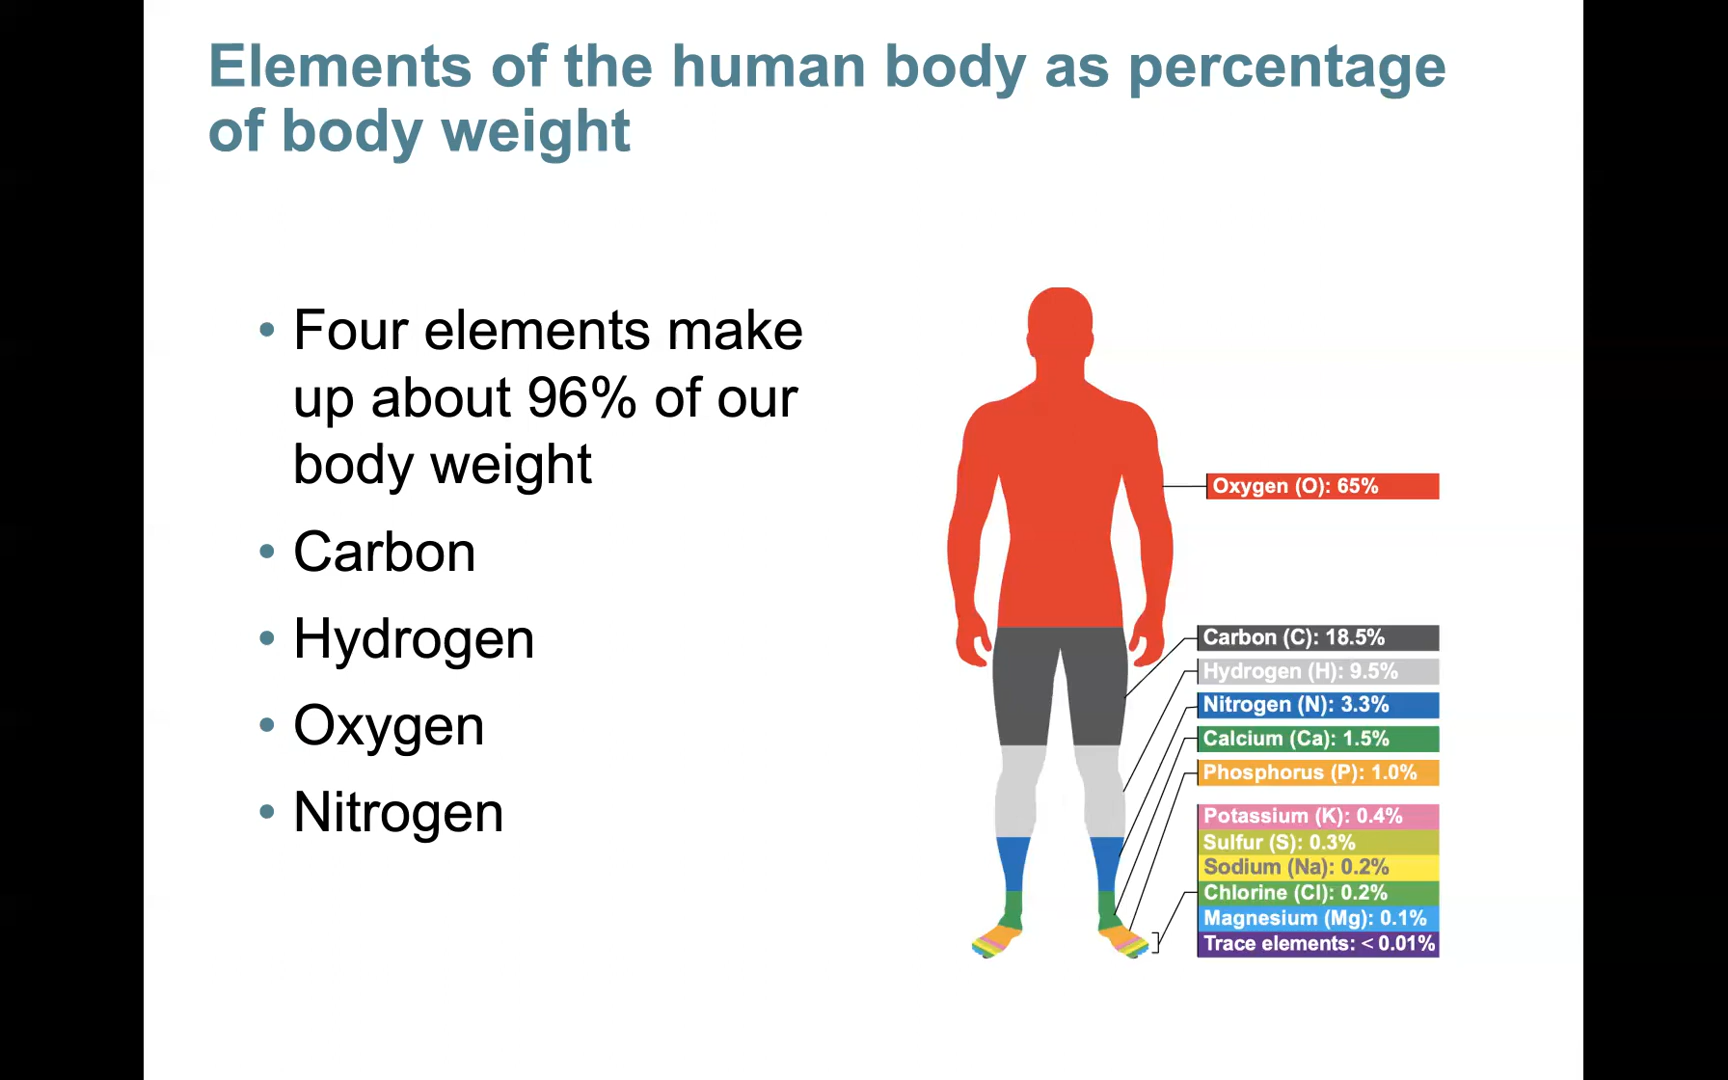 Elements of the human body as percentage
of body weight
• Four elements make
up about 96% of our
body weight
• Carbon
• Hydrogen
• Oxygen
• Nitrogen
Oxygen (O): 65%
Carbon (C): 18.5%
Hydrogen (H): 9.5%
Nitrogen (N): 3.3%
Calcium (Ca): 1.5%
Phosphorus (P): 1.0%
Potassium (K): 0.4%
Sulfur (S): 0.3%
Sodium (Na): 0.2%
Chlorine (Cl): 0.2%
Magnesium (Mg): 0.1%
Trace elements: < 0.01%